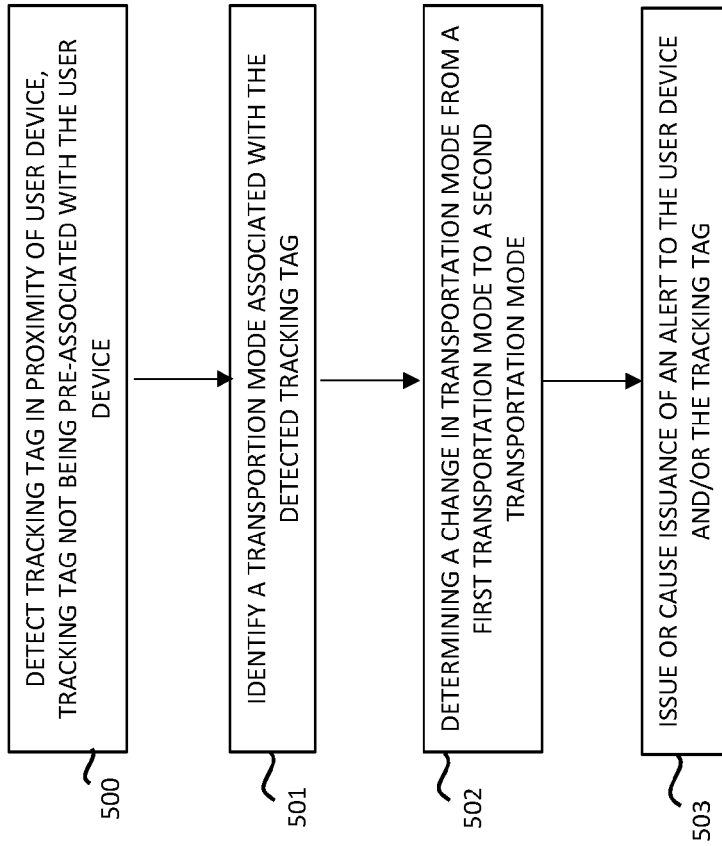 DETECT TRACKING TAG IN PROXIMITY OF USER DEVICE,
TRACKING TAG NOT BEING PRE-ASSOCIATED WITH THE USER
DEVICE
500
IDENTIFY A TRANSPORTION MODE ASSOCIATED WITH THE
DETECTED TRACKING TAG
501
DETERMINING A CHANGE IN TRANSPORTATION MODE FROM A
FIRST TRANSPORTATION MODE TO A SECOND
TRANSPORTATION MODE
502
ISSUE OR CAUSE ISSUANCE OF AN ALERT TO THE USER DEVICE
AND/OR THE TRACKING TAG
503